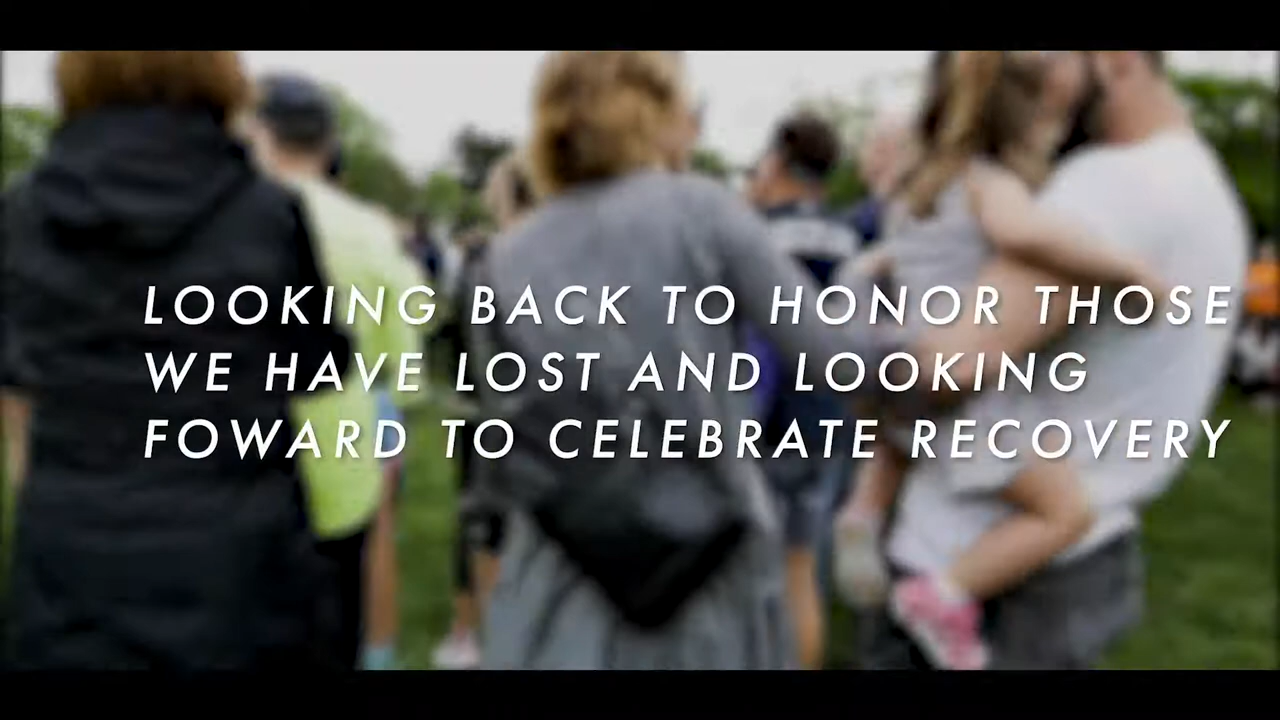 LOOKING BACK TO HONOR THOSE
WE HAVE LOST AND LOOKING
FOWARD TO CELEBRATE RECOVERY